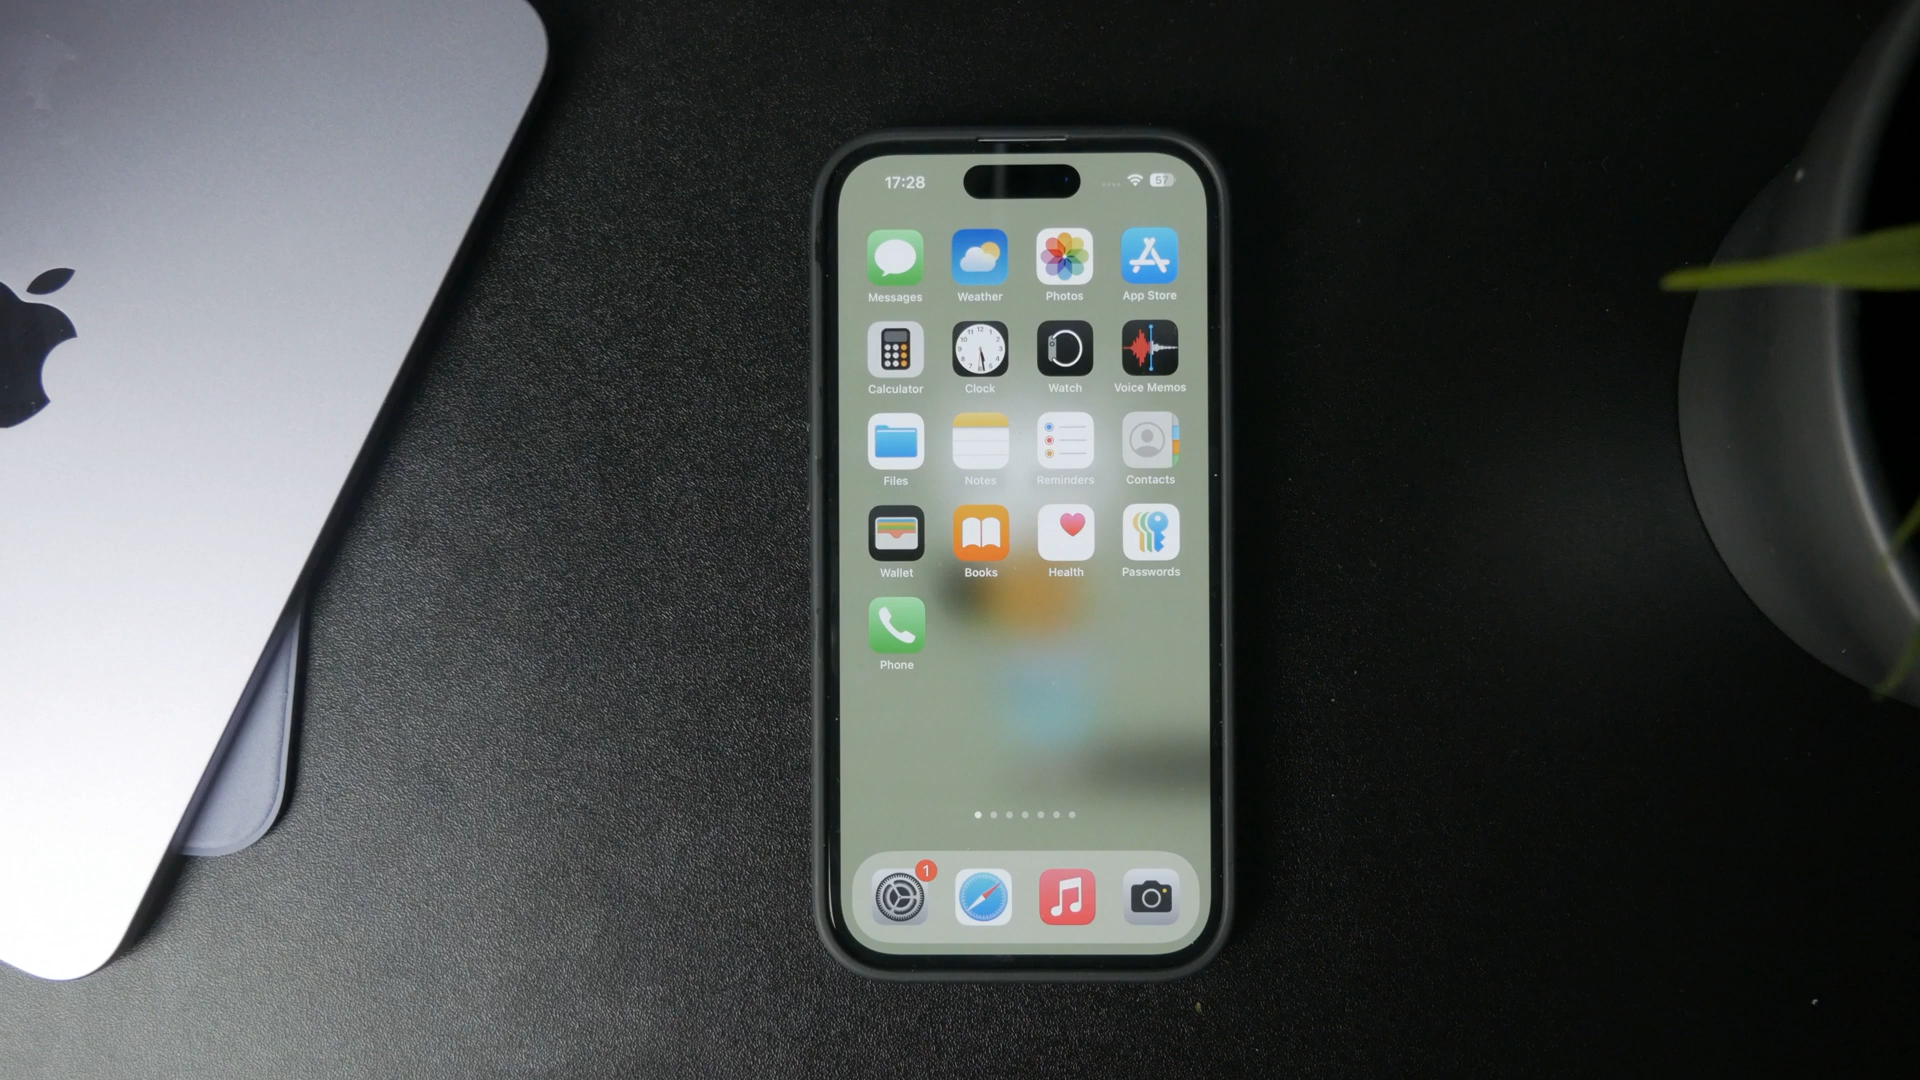 17:28 57
Messages Weather Photos App Store
Calculator Clock Watch Voice Memos
Files Notes Reminders Contacts
Wallet Books Health Passwords
Phone
1